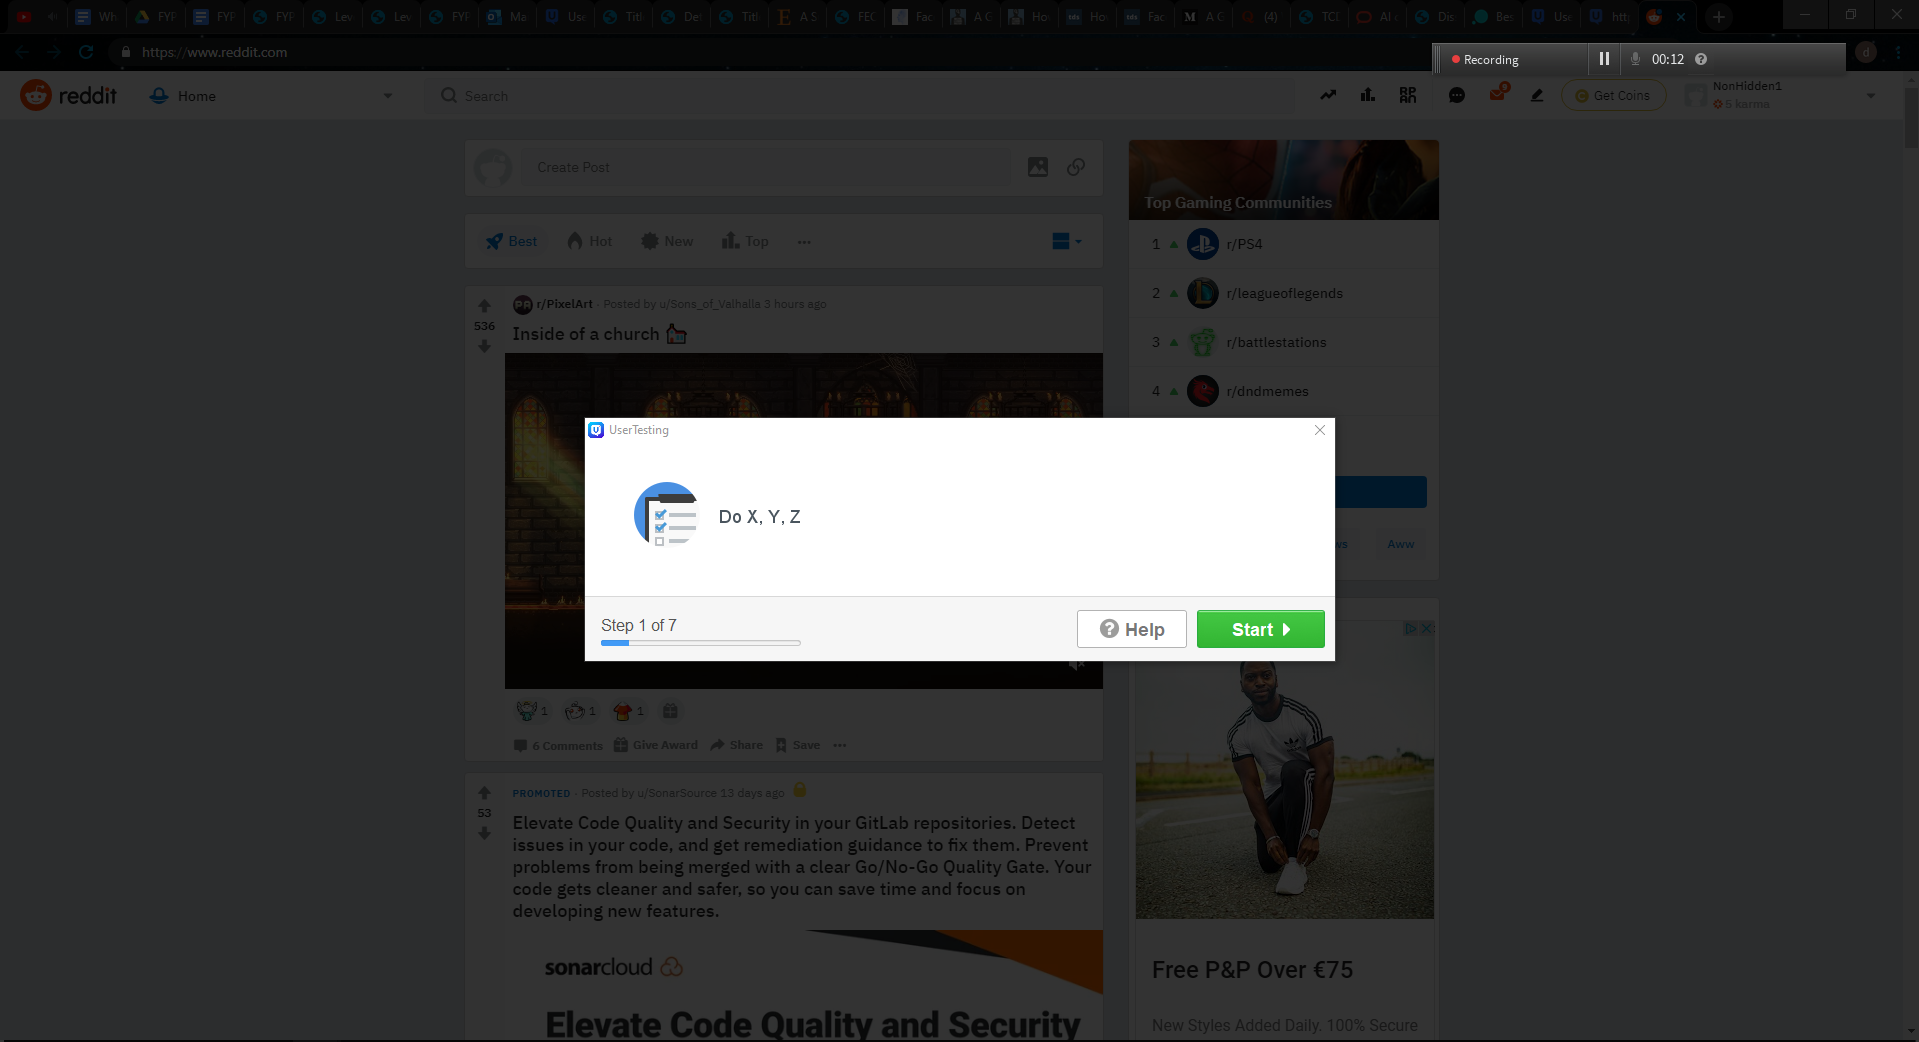 Wh
FYP
FYP
FYP
Lev
Lev
FYP
Ma
Use
Titl
De
Titl
A S
FEC
Fac
A G
Ho
Ho
Fac
A G
(4)
TCI
AI
Dis
Bes
Use
htt
https://www.reddit.com
d
Recording
00:12
reddit
Home
Search
RPAN
Get Coins
NonHidden1
5 karma
Create Post
Best
Hot
New
Top
Top Gaming Communities
1 r/PS4
2 r/leagueoflegends
3 r/battlestations
4 r/dndmemes
ws
Aww
r/PixelArt · Posted by u/Sons_of_Valhalla 3 hours ago
536
Inside of a church
UserTesting
Do X, Y, Z
Step 1 of 7
Help
Start
1
1
1
6 Comments
Give Award
Share
Save
PROMOTED · Posted by u/SonarSource 13 days ago
53
Elevate Code Quality and Security in your GitLab repositories. Detect
issues in your code, and get remediation guidance to fix them. Prevent
problems from being merged with a clear Go/No-Go Quality Gate. Your
code gets cleaner and safer, so you can save time and focus on
developing new features.
sonarcloud
Elevate Code Quality and Security
Free P&P Over €75
New Styles Added Daily. 100% Secure